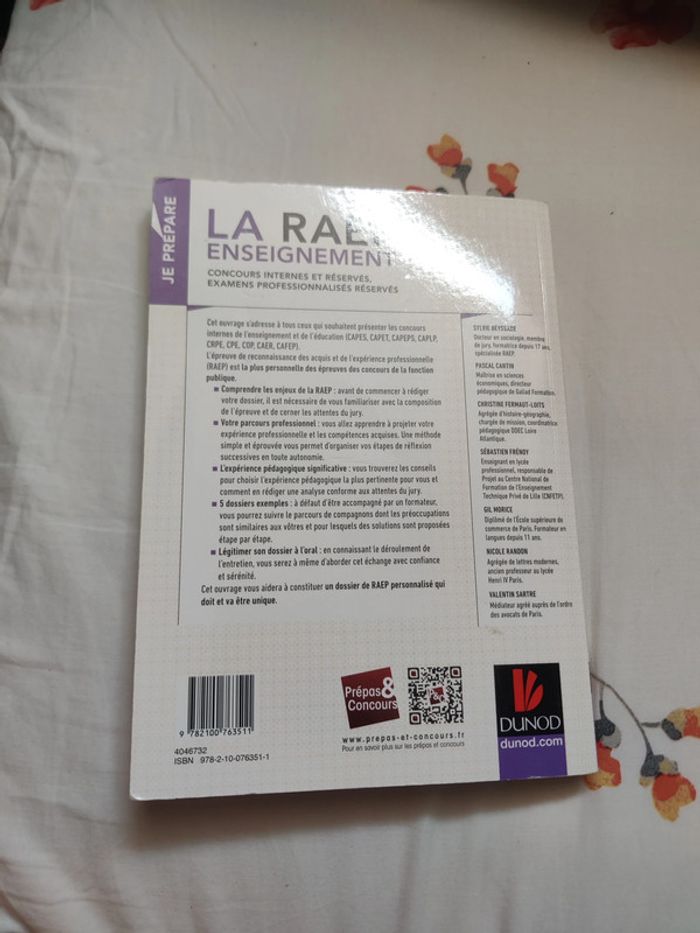 JE PRÉPARE
LA RAEP
ENSEIGNEMENT
CONCOURS INTERNES ET RÉSERVÉS,
EXAMENS PROFESSIONNALISÉS RÉSERVÉS
Cet ouvrage s'adresse à tous ceux qui souhaitent présenter les concours
internes de l'enseignement et de l'éducation (CAPES, CAPET, CAPEPS, CAPLP,
CRPE, CPE, COP, CAER, CAFEP).
L'épreuve de reconnaissance des acquis et de l'expérience professionnelle
(RAEP) est la plus personnelle des épreuves des concours de la fonction
publique.
■ Comprendre les enjeux de la RAEP : avant de commencer à rédiger
votre dossier, il est nécessaire de vous familiariser avec la composition
de l'épreuve et de cerner les attentes du jury.
■ Votre parcours professionnel : vous allez apprendre à projeter votre
expérience professionnelle et les compétences acquises. Une méthode
simple et éprouvée vous permet d'organiser vos étapes de réflexion
successives en toute autonomie.
■ L'expérience pédagogique significative : vous trouverez les conseils
pour choisir l'expérience pédagogique la plus pertinente pour vous et
comment en rédiger une analyse conforme aux attentes du jury.
■ 5 dossiers exemples : à défaut d'être accompagné par un formateur,
vous pourrez suivre le parcours de compagnons dont les préoccupations
sont similaires aux vôtres et pour lesquels des solutions sont proposées
étape par étape.
■ Légitimer son dossier à l'oral : en connaissant le déroulement de
l'entretien, vous serez à même d'aborder cet échange avec confiance
et sérénité.
Cet ouvrage vous aidera à constituer un dossier de RAEP personnalisé qui
doit et va être unique.
SYLVIE BEYSSADE
Docteur en sociologie, membre
de jury, formatrice depuis 17 ans,
spécialisée RAEP.
PASCAL CANTIN
Maîtrise en sciences
économiques, directeur
pédagogique de Galiad Formation.
CHRISTINE FERMAUT-LOITS
Agrégée d'histoire-géographie,
chargée de mission, coordinatrice
pédagogique DDEC Loire
Atlantique.
SÉBASTIEN FRÉNOY
Enseignant en lycée
professionnel, responsable de
Projet au Centre National de
Formation de l'Enseignement
Technique Privé de Lille (CNFETP).
GIL MORICE
Diplômé de l'École supérieure de
commerce de Paris. Formateur en
langues depuis 11 ans.
NICOLE RANDON
Agrégée de lettres modernes,
ancien professeur au lycée
Henri IV Paris.
VALENTIN SARTRE
Médiateur agréé auprès de l'ordre
des avocats de Paris.
9 782100 763511
4046732
ISBN 978-2-10-076351-1
Prépas &
Concours
P&C
www.prepas-et-concours.fr
Pour en savoir plus sur les prépas et concours
DUNOD
dunod.com